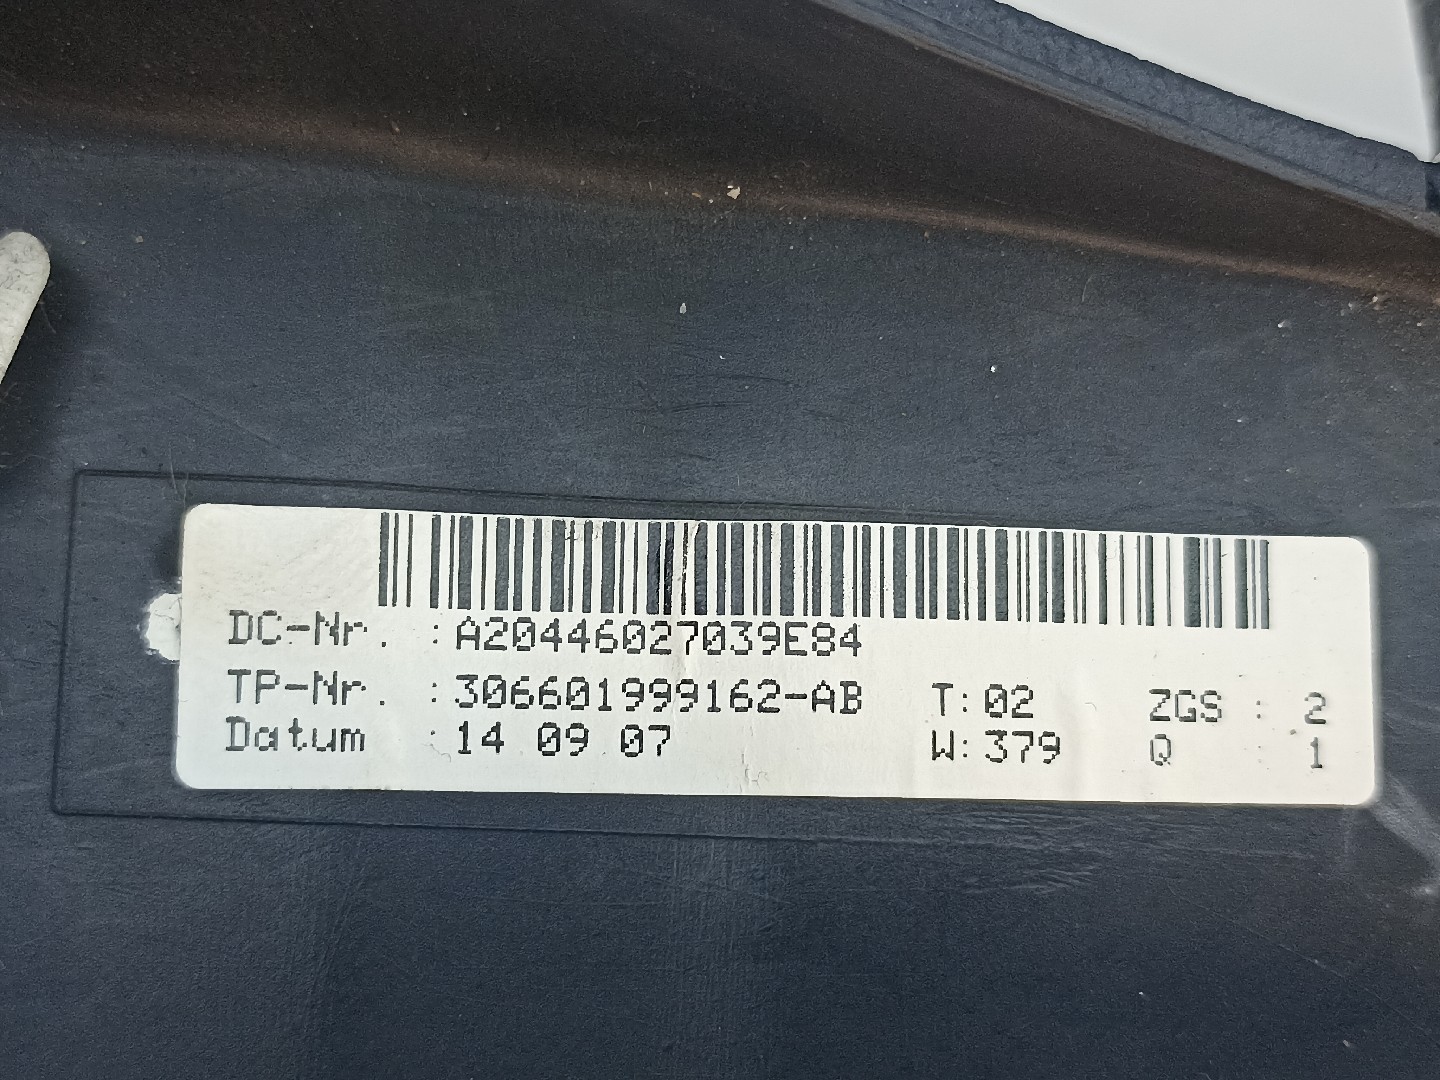 DC-Nr. :A20446027039E84
TP-Nr. :306601999162-AB T:02 ZGS : 2
Datum :14 09 07 W:379 Q : 1